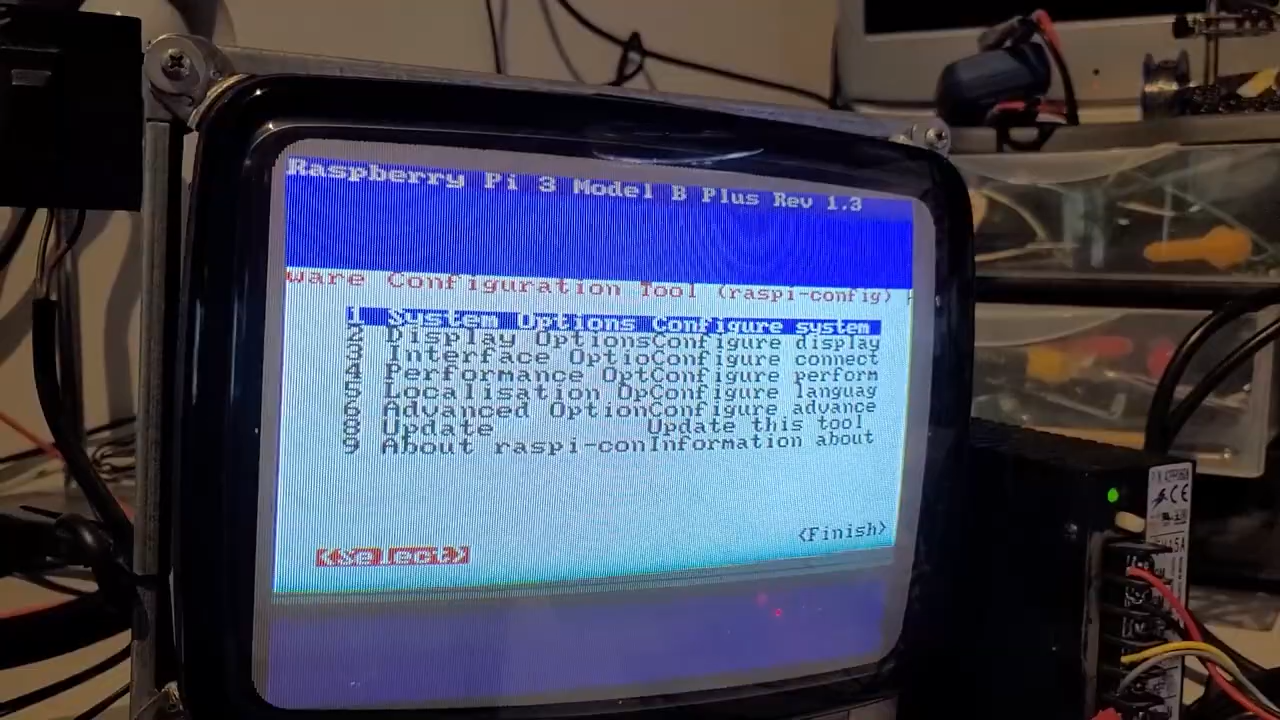 Raspberry Pi 3 Model B Plus Rev 1.3
ware Configuration Tool (raspi-config)
1 System Options Configure system
2 Display OptionsConfigure display
3 Interface OptioConfigure connect
4 Performance OptConfigure perform
5 Localisation OpConfigure languag
6 Advanced OptionConfigure advance
8 Update Update this tool
9 About raspi-conInformation about
<Select>
<Finish>
CE